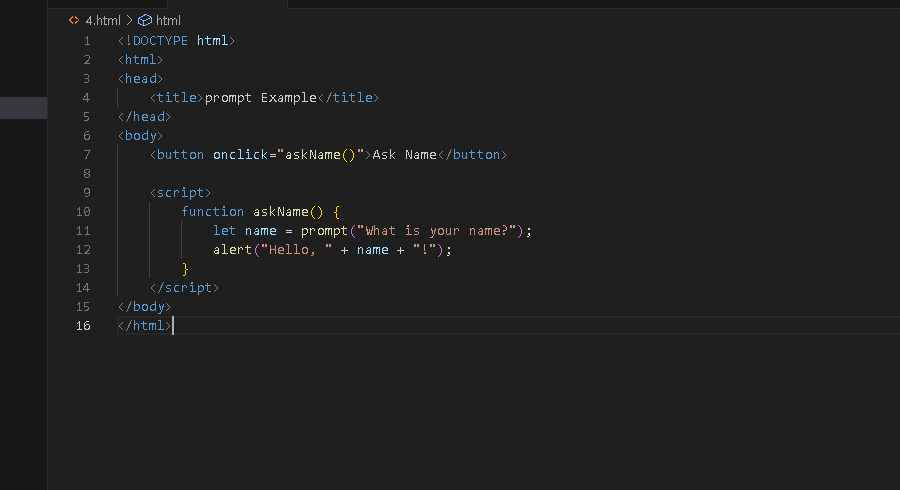 4.html > html
1 <!DOCTYPE html>
2 <html>
3 <head>
4     <title>prompt Example</title>
5 </head>
6 <body>
7     <button onclick="askName()">Ask Name</button>
8
9     <script>
10         function askName() {
11             let name = prompt("What is your name?");
12             alert("Hello, " + name + "!");
13         }
14     </script>
15 </body>
16 </html>